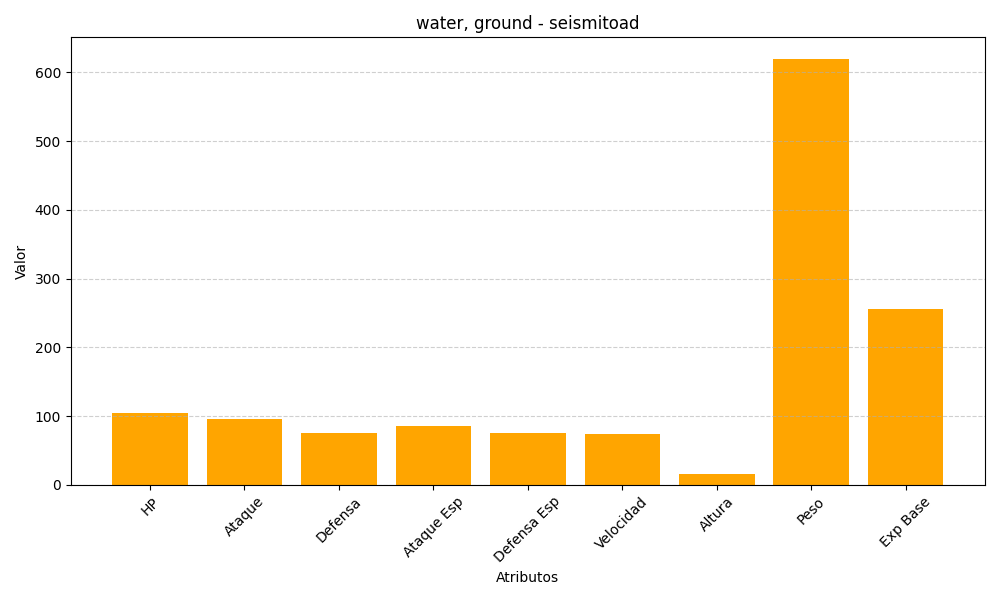 water, ground - seismitoad
Valor
600
500
400
300
200
100
0
HP
Ataque
Defensa
Ataque Esp
Defensa Esp
Velocidad
Altura
Peso
Exp Base
Atributos